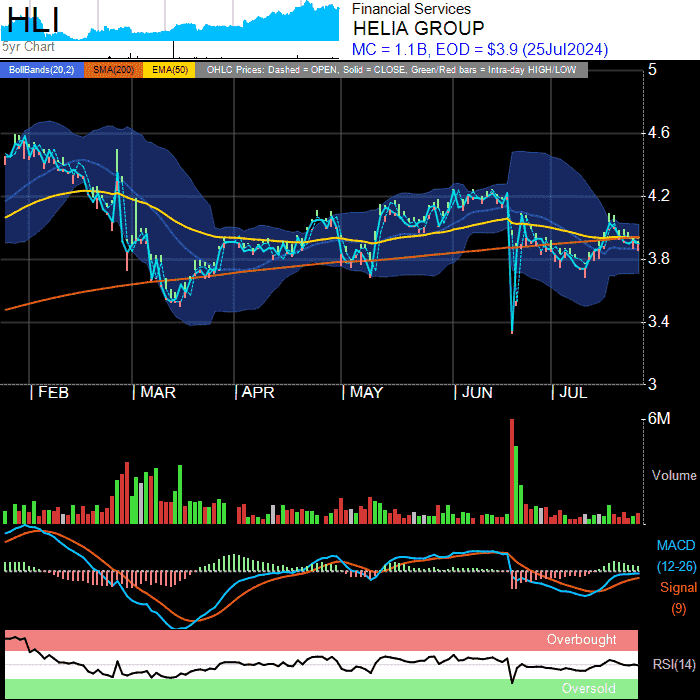 HLI
5yr Chart
Financial Services
HELIA GROUP
MC = 1.1B, EOD = $3.9 (25Jul2024)
BollBands(20,2) SMA(200) EMA(50) OHLC Prices: Dashed = OPEN, Solid = CLOSE, Green/Red bars = Intra-day HIGH/LOW
5
4.6
4.2
3.8
3.4
3
FEB MAR APR MAY JUN JUL
6M
Volume
MACD
(12-26)
Signal
(9)
Overbought
RSI(14)
Oversold